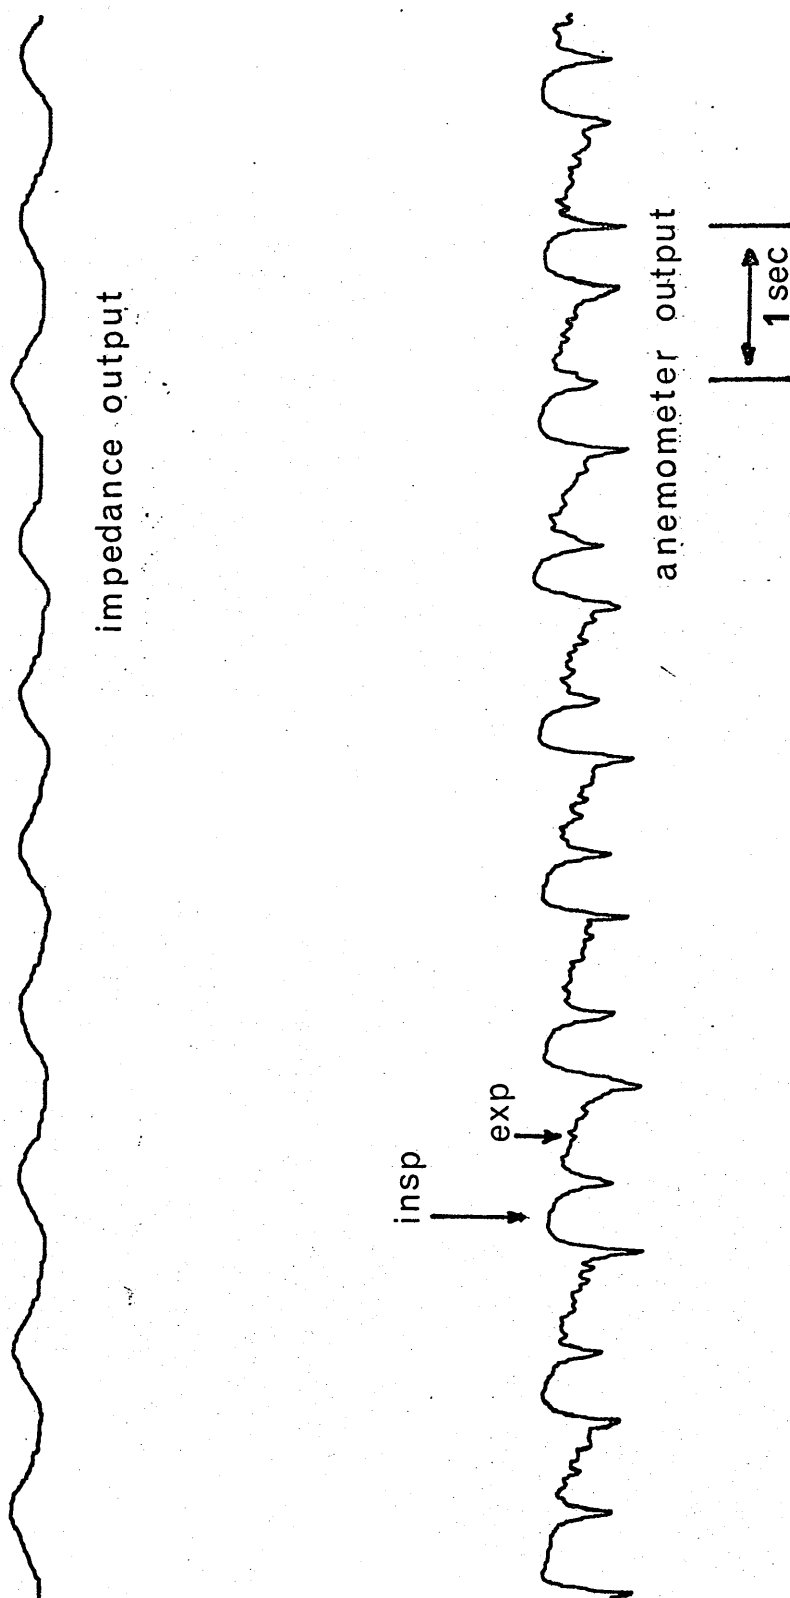 impedance output
insp
exp
anemometer output
1 sec